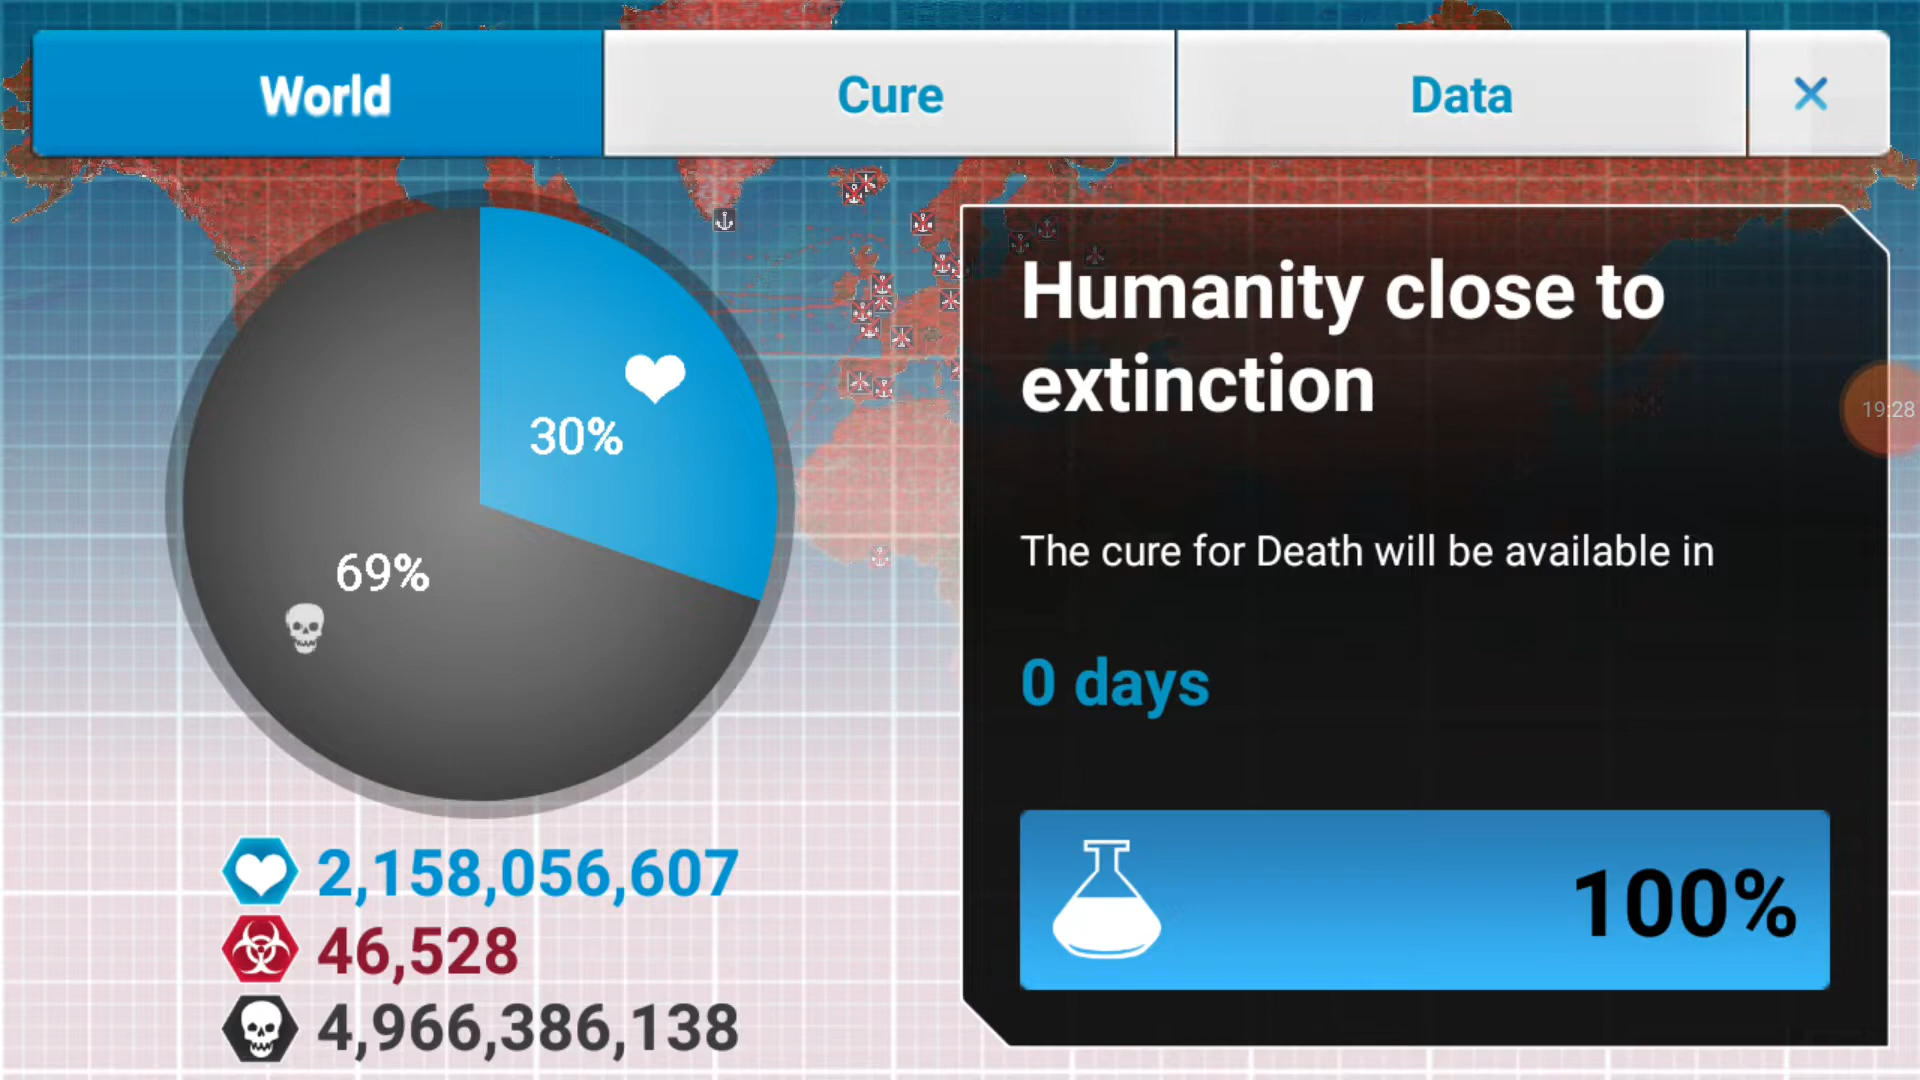 World
Cure
Data
30%
69%
2,158,056,607
46,528
4,966,386,138
Humanity close to
extinction
The cure for Death will be available in
0 days
100%
19:28